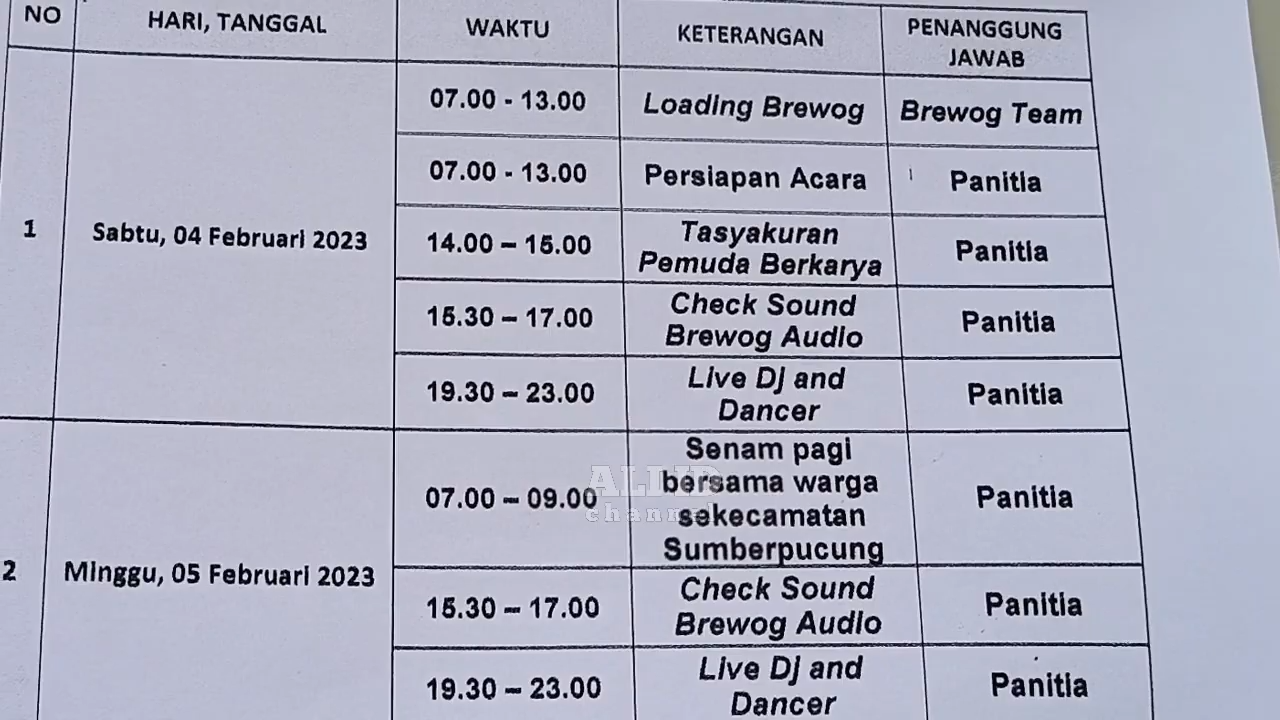 NO HARI, TANGGAL WAKTU KETERANGAN PENANGGUNG JAWAB
07.00 - 13.00 Loading Brewog Brewog Team
07.00 - 13.00 Persiapan Acara Panitia
1 Sabtu, 04 Februari 2023 14.00 – 15.00 Tasyakuran Pemuda Berkarya Panitia
15.30 – 17.00 Check Sound Brewog Audio Panitia
19.30 – 23.00 Live Dj and Dancer Panitia
07.00 – 09.00 Senam pagi bersama warga sekecamatan Sumberpucung Panitia
2 Minggu, 05 Februari 2023 15.30 – 17.00 Check Sound Brewog Audio Panitia
19.30 – 23.00 Live Dj and Dancer Panitia
channel